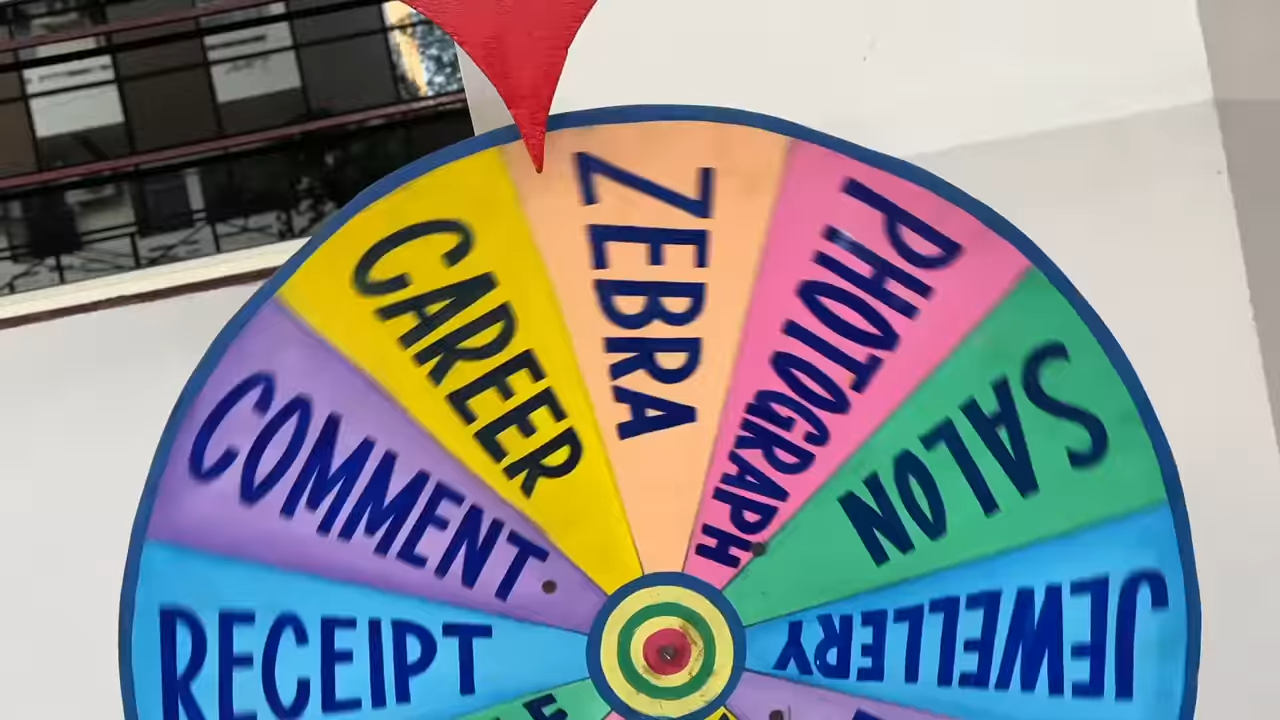 RECEIPT
COMMENT
CAREER
ZEBRA
PHOTOGRAPH
SALON
JEWELLERY